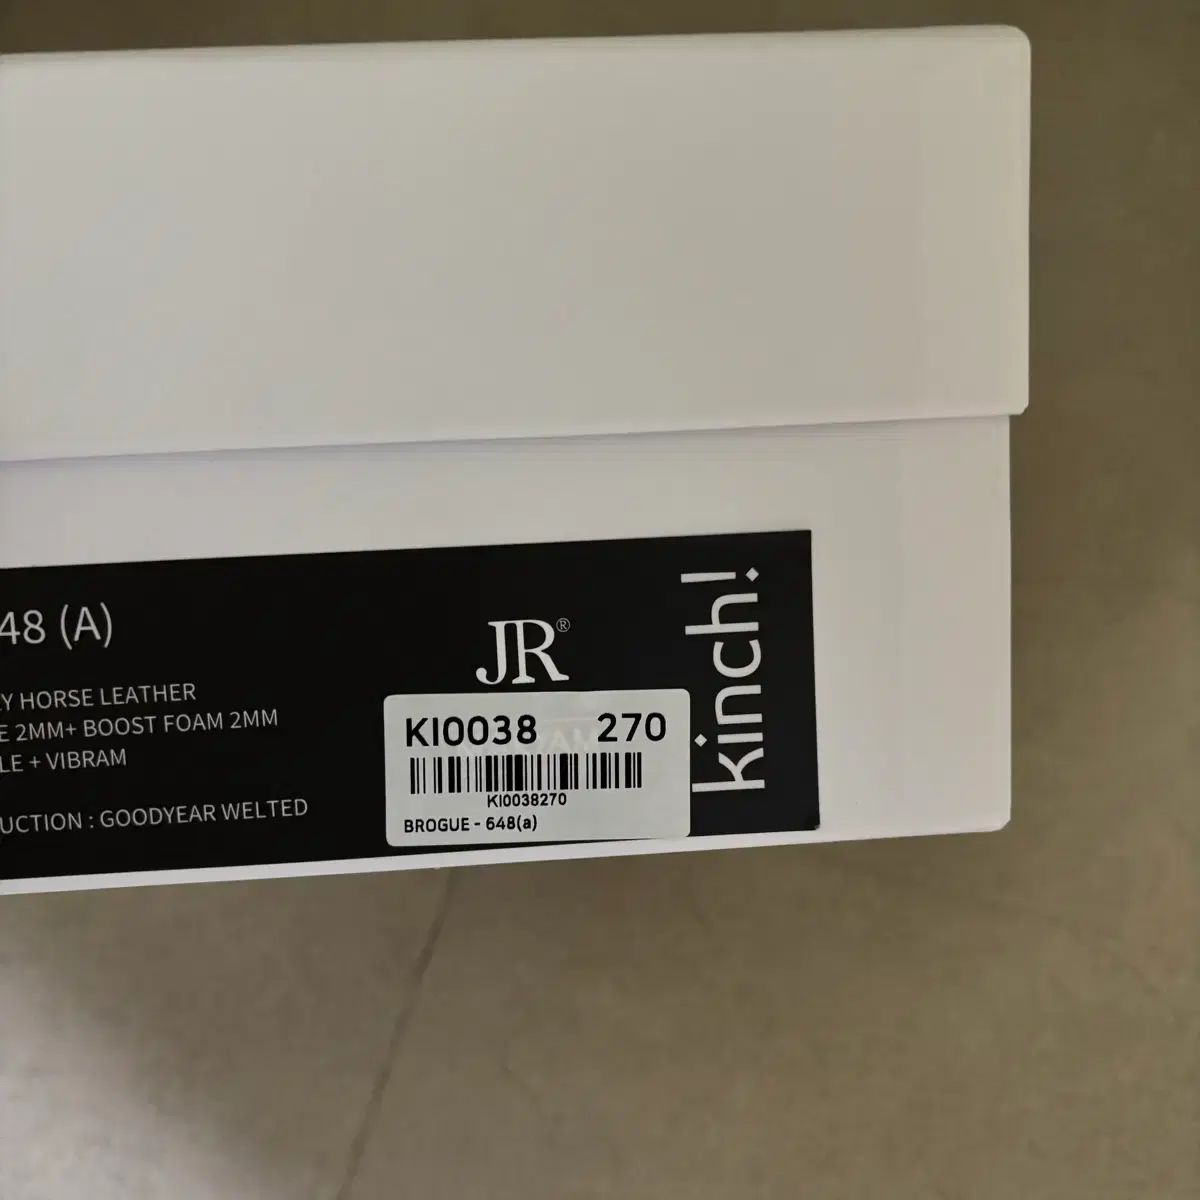 48 (A)
Y HORSE LEATHER
E 2MM+ BOOST FOAM 2MM
LE + VIBRAM
UCTION : GOODYEAR WELTED
JR®
KI0038 270
KI0038270
BROGUE - 648(a)
kinch!